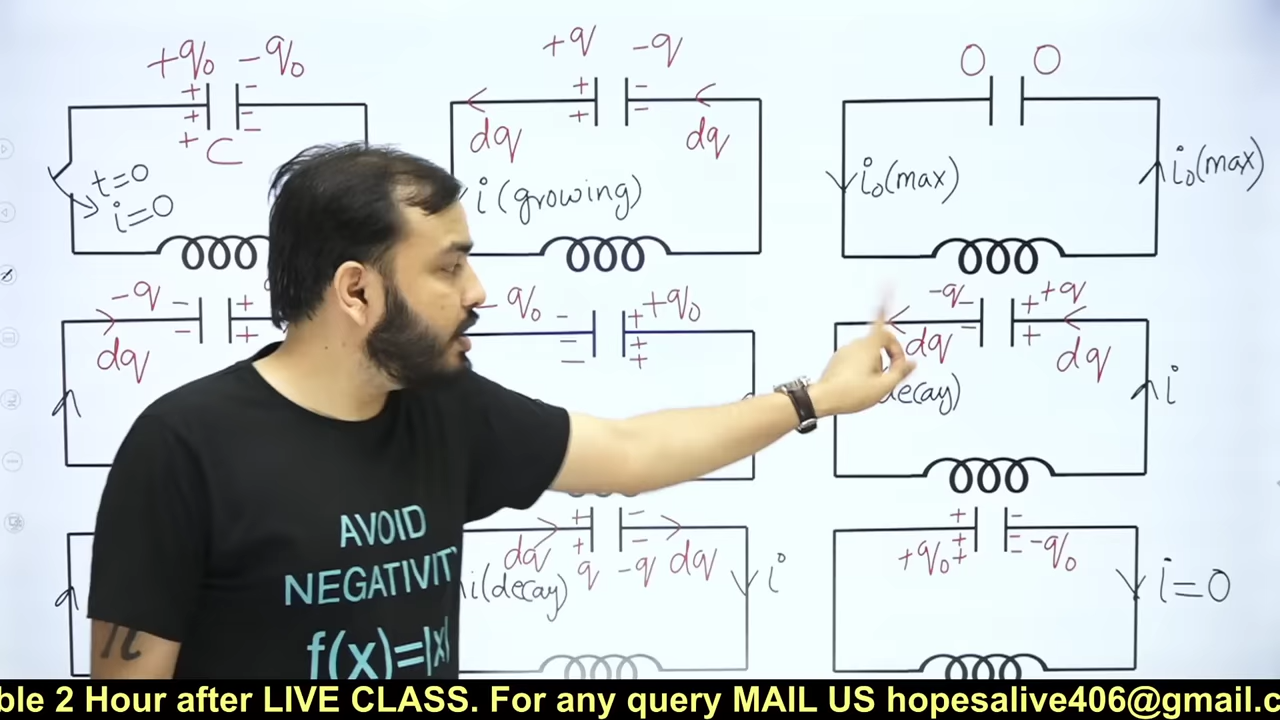 +q₀ -q₀
+ -
+ -
+ -
C
t=0
i=0
+q -q
+ -
+ -
dq dq
i (growing)
0 0
i₀(max) i₀(max)
-q
- +
- +
dq
-q₀ +q₀
- +
- +
- +
-q +q
- +
- +
dq dq
decay)
i
+ -
+ -
dq q -q dq
i(decay)
i
+ -
+ -
+ -
+q₀ -q₀
i=0
AVOID
NEGATIVITY
f(x)=|x|
π
ble 2 Hour after LIVE CLASS. For any query MAIL US hopesalive406@gmail.c